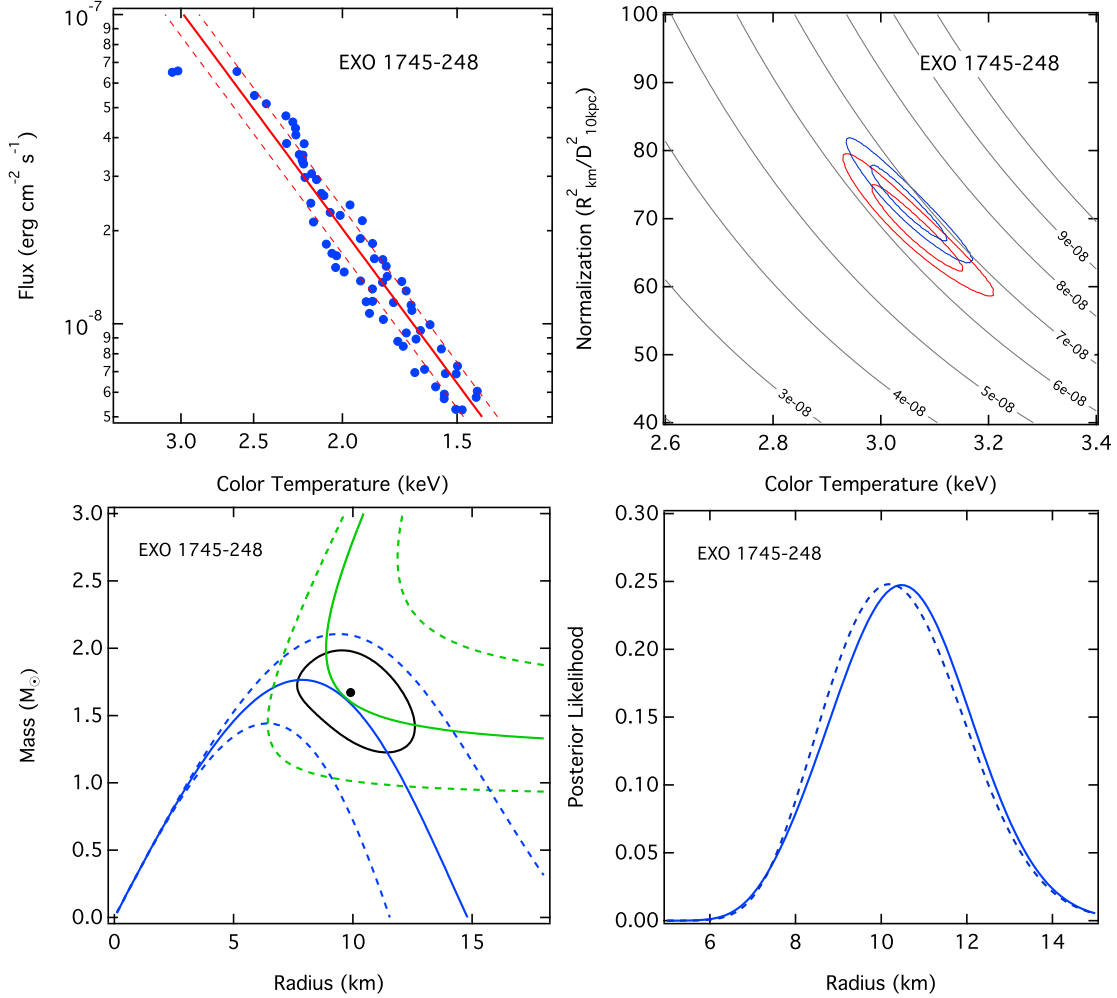 10⁻⁷
9
8
7
6
5
4
3
2
10⁻⁸
9
8
7
6
5
Flux (erg cm⁻² s⁻¹)
EXO 1745-248
3.0 2.5 2.0 1.5
Color Temperature (keV)
100
90
80
70
60
50
40
Normalization (R²km/D²10kpc)
EXO 1745-248
9e-08
8e-08
7e-08
6e-08
5e-08
4e-08
3e-08
2.6 2.8 3.0 3.2 3.4
Color Temperature (keV)
3.0
2.5
2.0
1.5
1.0
0.5
0.0
Mass (M☉)
EXO 1745-248
0 5 10 15
Radius (km)
0.30
0.25
0.20
0.15
0.10
0.05
0.00
Posterior Likelihood
EXO 1745-248
6 8 10 12 14
Radius (km)